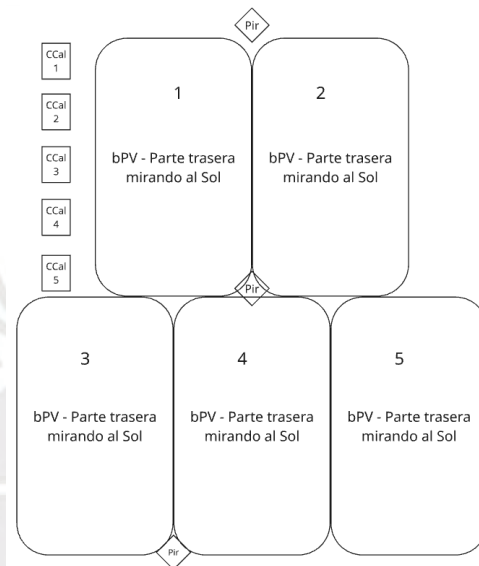 Pir
CCal
1
CCal
2
CCal
3
CCal
4
CCal
5
1
bPV - Parte trasera
mirando al Sol
2
bPV - Parte trasera
mirando al Sol
Pir
3
bPV - Parte trasera
mirando al Sol
4
bPV - Parte trasera
mirando al Sol
5
bPV - Parte trasera
mirando al Sol
Pir